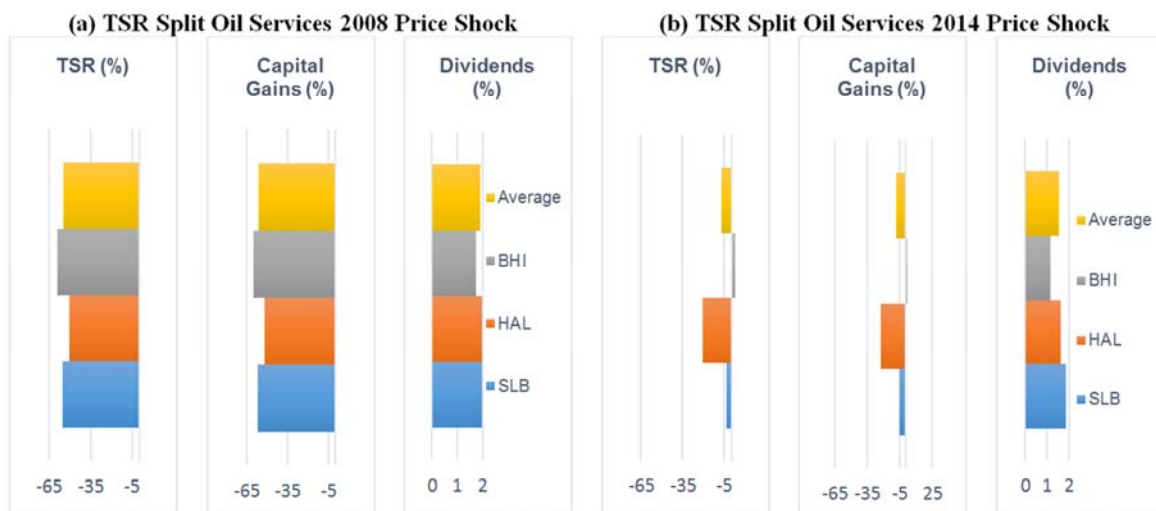 (a) TSR Split Oil Services 2008 Price Shock
TSR (%)
Capital
Gains (%)
Dividends
(%)
Average
BHI
HAL
SLB
-65 -35 -5
-65 -35 -5
0 1 2
(b) TSR Split Oil Services 2014 Price Shock
TSR (%)
Capital
Gains (%)
Dividends
(%)
Average
BHI
HAL
SLB
-65 -35 -5
-65 -35 -5 25
0 1 2